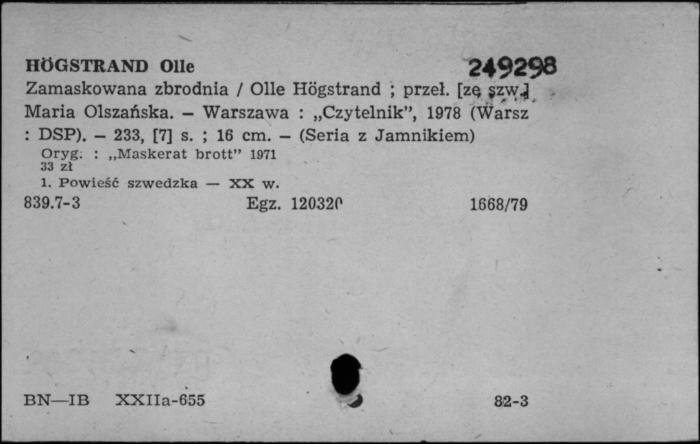 HÖGSTRAND Olle 249298
Zamaskowana zbrodnia / Olle Högstrand ; przeł. [ze szw.]
Maria Olszańska. – Warszawa : „Czytelnik”, 1978 (Warsz
: DSP). – 233, [7] s. ; 16 cm. – (Seria z Jamnikiem)
Oryg. : „Maskerat brott” 1971
33 zł
1. Powieść szwedzka — XX w.
839.7-3 Egz. 120320 1668/79
BN—IB XXIIa-655 82-3